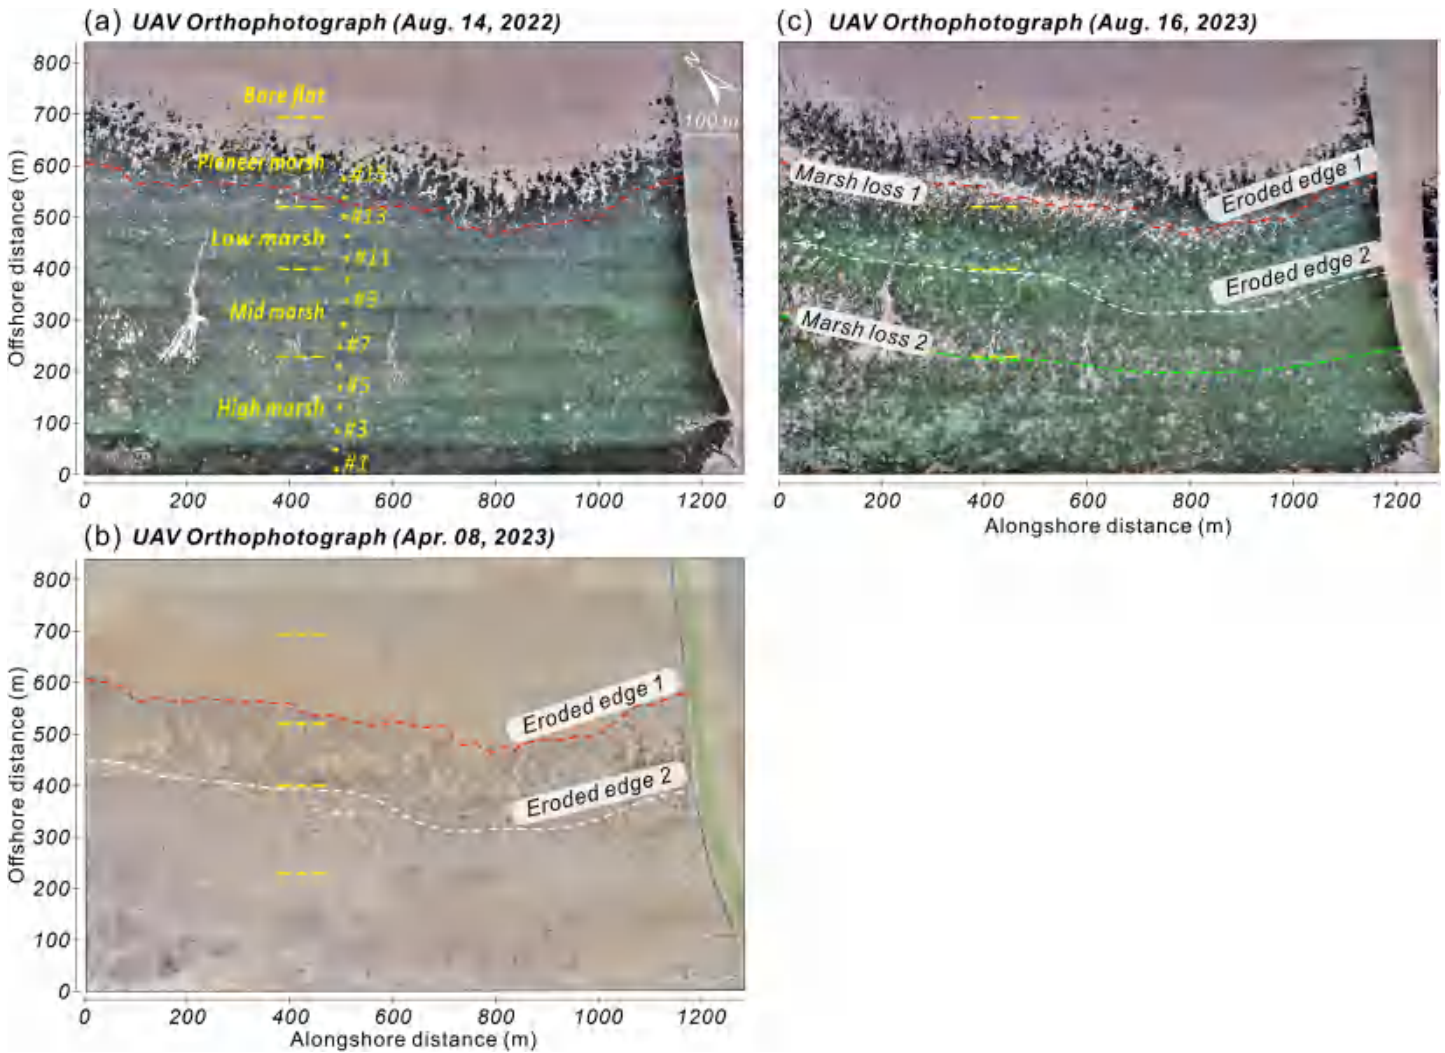 (a) UAV Orthophotograph (Aug. 14, 2022)
800
700
600
500
400
300
200
100
0
Offshore distance (m)
Bare flat
Pioneer marsh
Low marsh
Mid marsh
High marsh
#15
#13
#11
#9
#7
#5
#3
#1
N
100 m
0 200 400 600 800 1000 1200
(c) UAV Orthophotograph (Aug. 16, 2023)
Marsh loss 1
Eroded edge 1
Eroded edge 2
Marsh loss 2
0 200 400 600 800 1000 1200
Alongshore distance (m)
(b) UAV Orthophotograph (Apr. 08, 2023)
800
700
600
500
400
300
200
100
0
Offshore distance (m)
Eroded edge 1
Eroded edge 2
0 200 400 600 800 1000 1200
Alongshore distance (m)